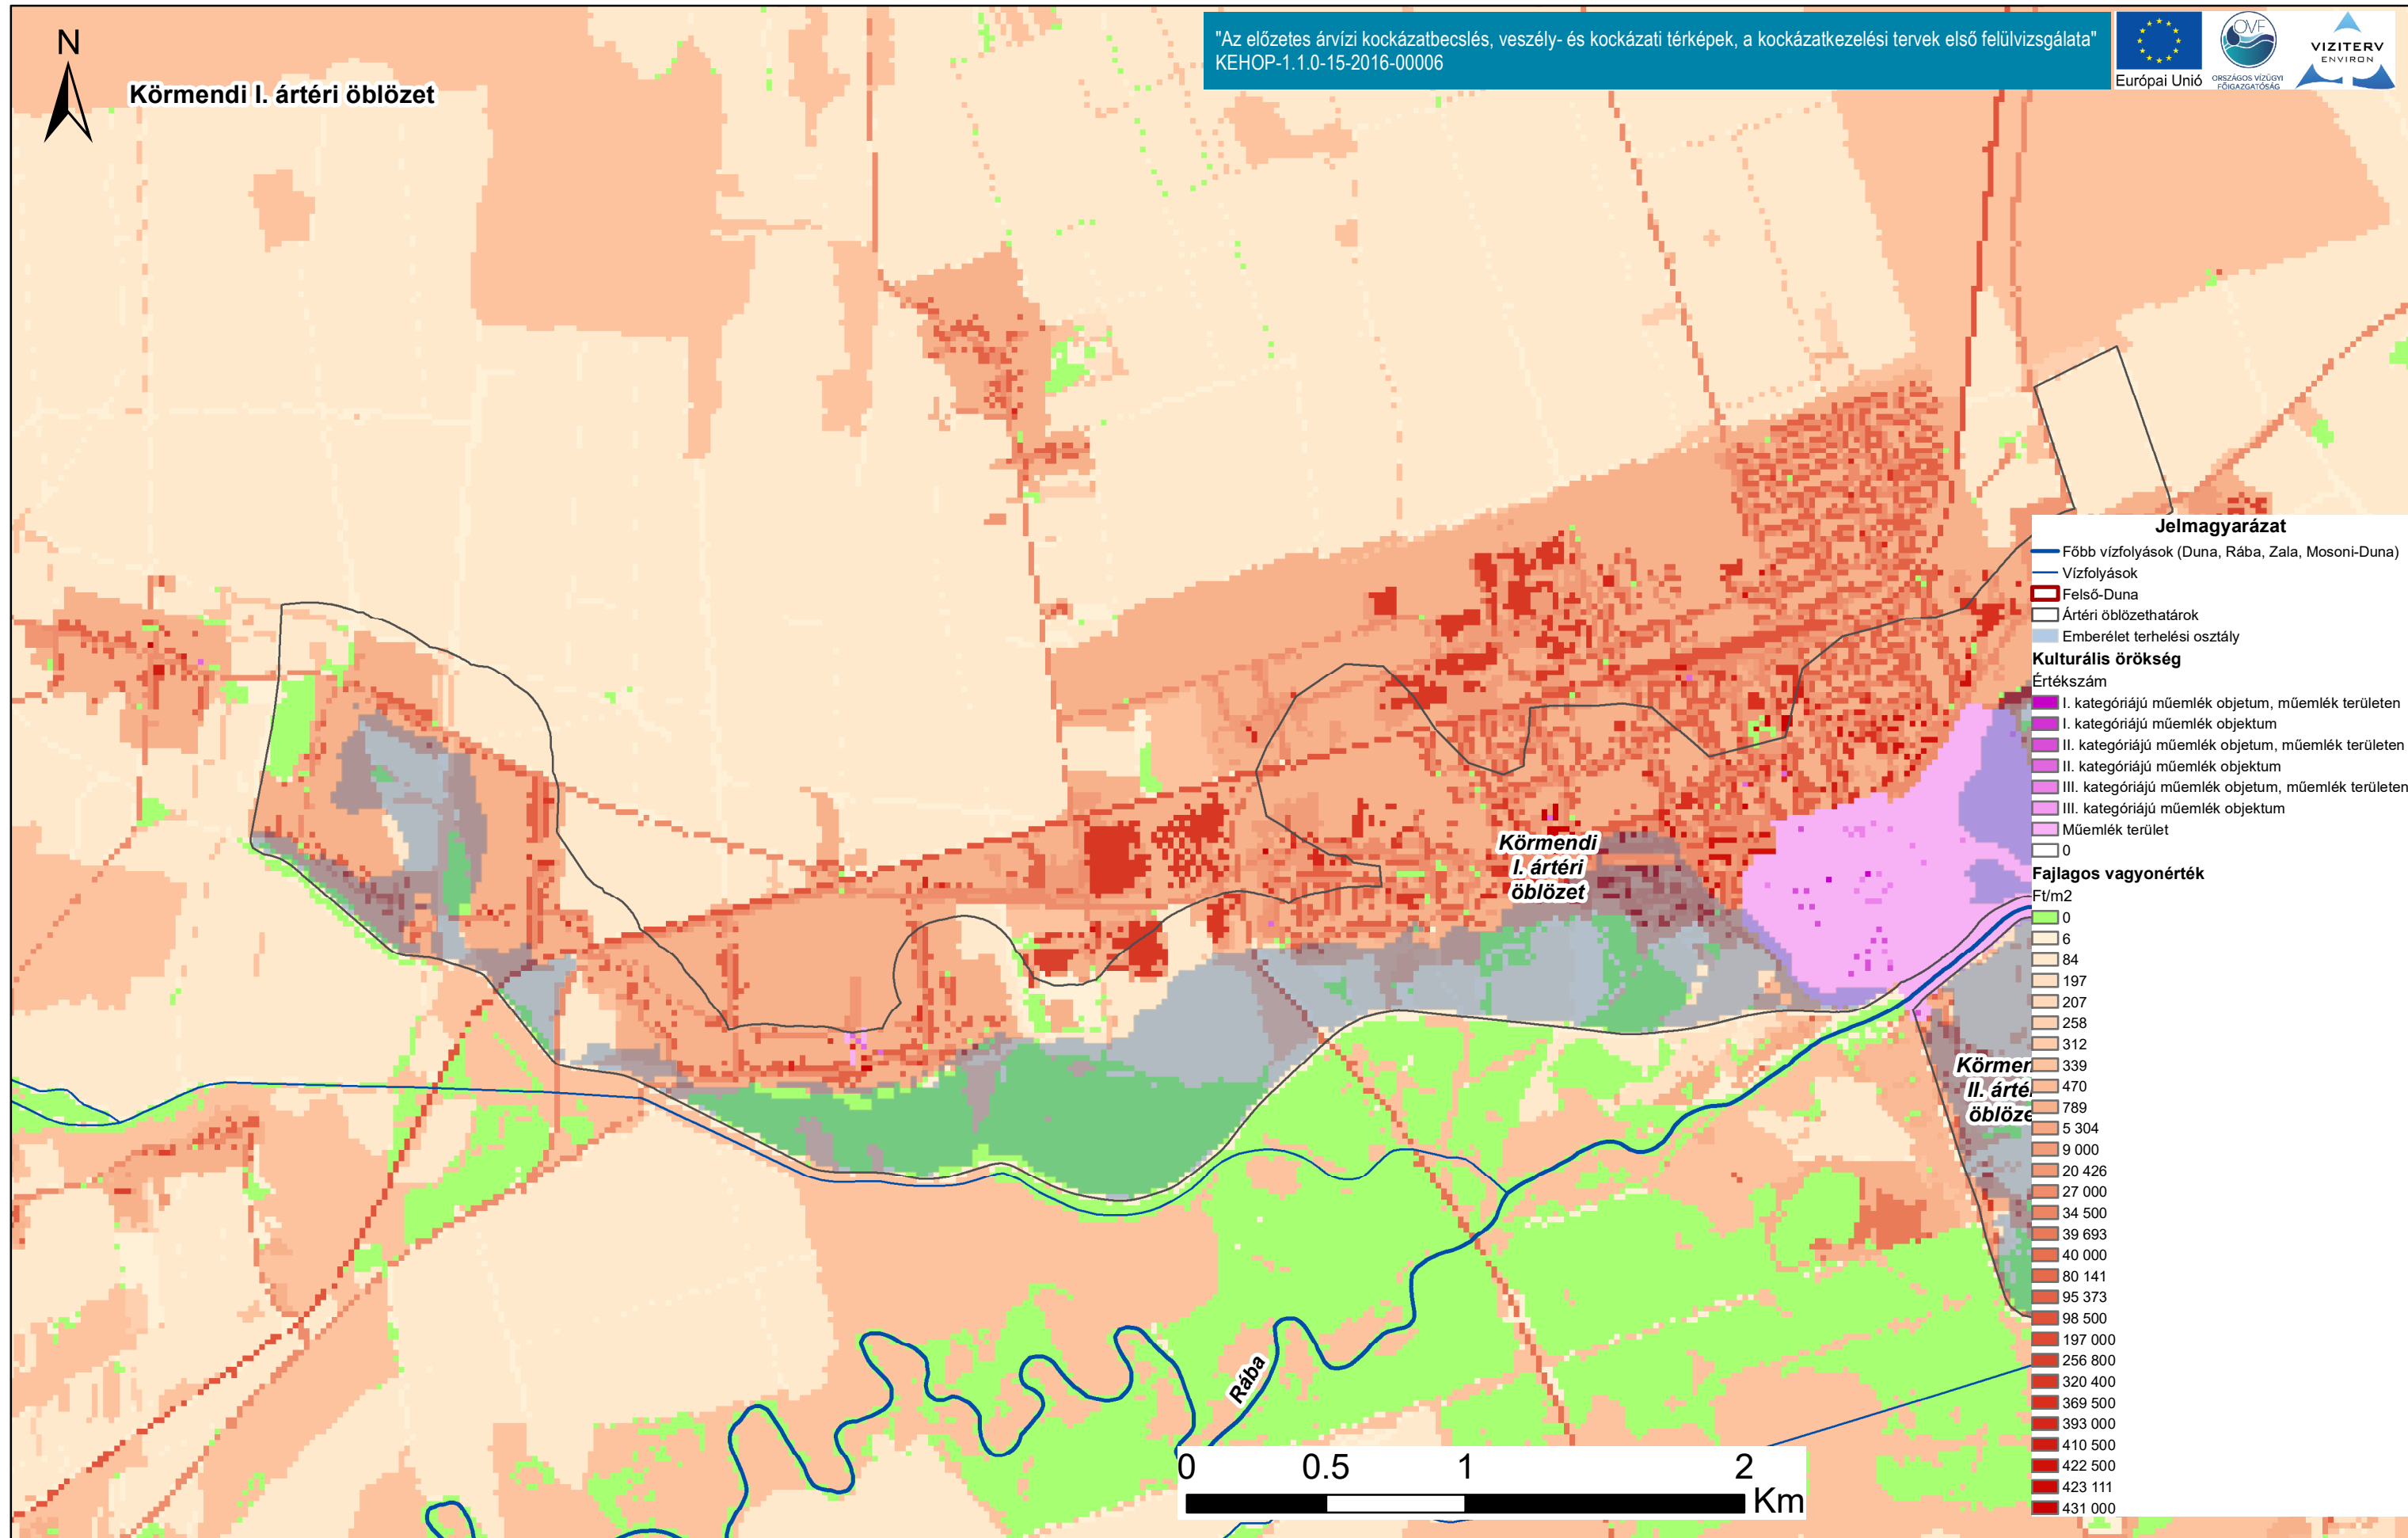 "Az előzetes árvízi kockázatbecslés, veszély- és kockázati térképek, a kockázatkezelési tervek első felülvizsgálata"
KEHOP-1.1.0-15-2016-00006
Európai Unió
OVF
ORSZÁGOS VÍZÜGYI
FŐIGAZGATÓSÁG
VIZITERV
ENVIRON
N
Körmendi I. ártéri öblözet
Körmendi
I. ártéri
öblözet
Körmen
II. árté
öblöze
Rába
0 0.5 1 2
Km
Jelmagyarázat
Főbb vízfolyások (Duna, Rába, Zala, Mosoni-Duna)
Vízfolyások
Felső-Duna
Ártéri öblözethatárok
Emberélet terhelési osztály
Kulturális örökség
Értékszám
I. kategóriájú műemlék objetum, műemlék területen
I. kategóriájú műemlék objektum
II. kategóriájú műemlék objetum, műemlék területen
II. kategóriájú műemlék objektum
III. kategóriájú műemlék objetum, műemlék területen
III. kategóriájú műemlék objektum
Műemlék terület
0
Fajlagos vagyonérték
Ft/m2
0
6
84
197
207
258
312
339
470
789
5 304
9 000
20 426
27 000
34 500
39 693
40 000
80 141
95 373
98 500
197 000
256 800
320 400
369 500
393 000
410 500
422 500
423 111
431 000